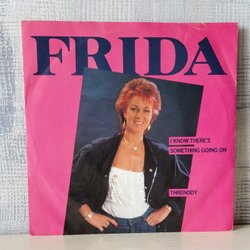 FRIDA
I KNOW THERE'S
SOMETHING GOING ON
THRENODY